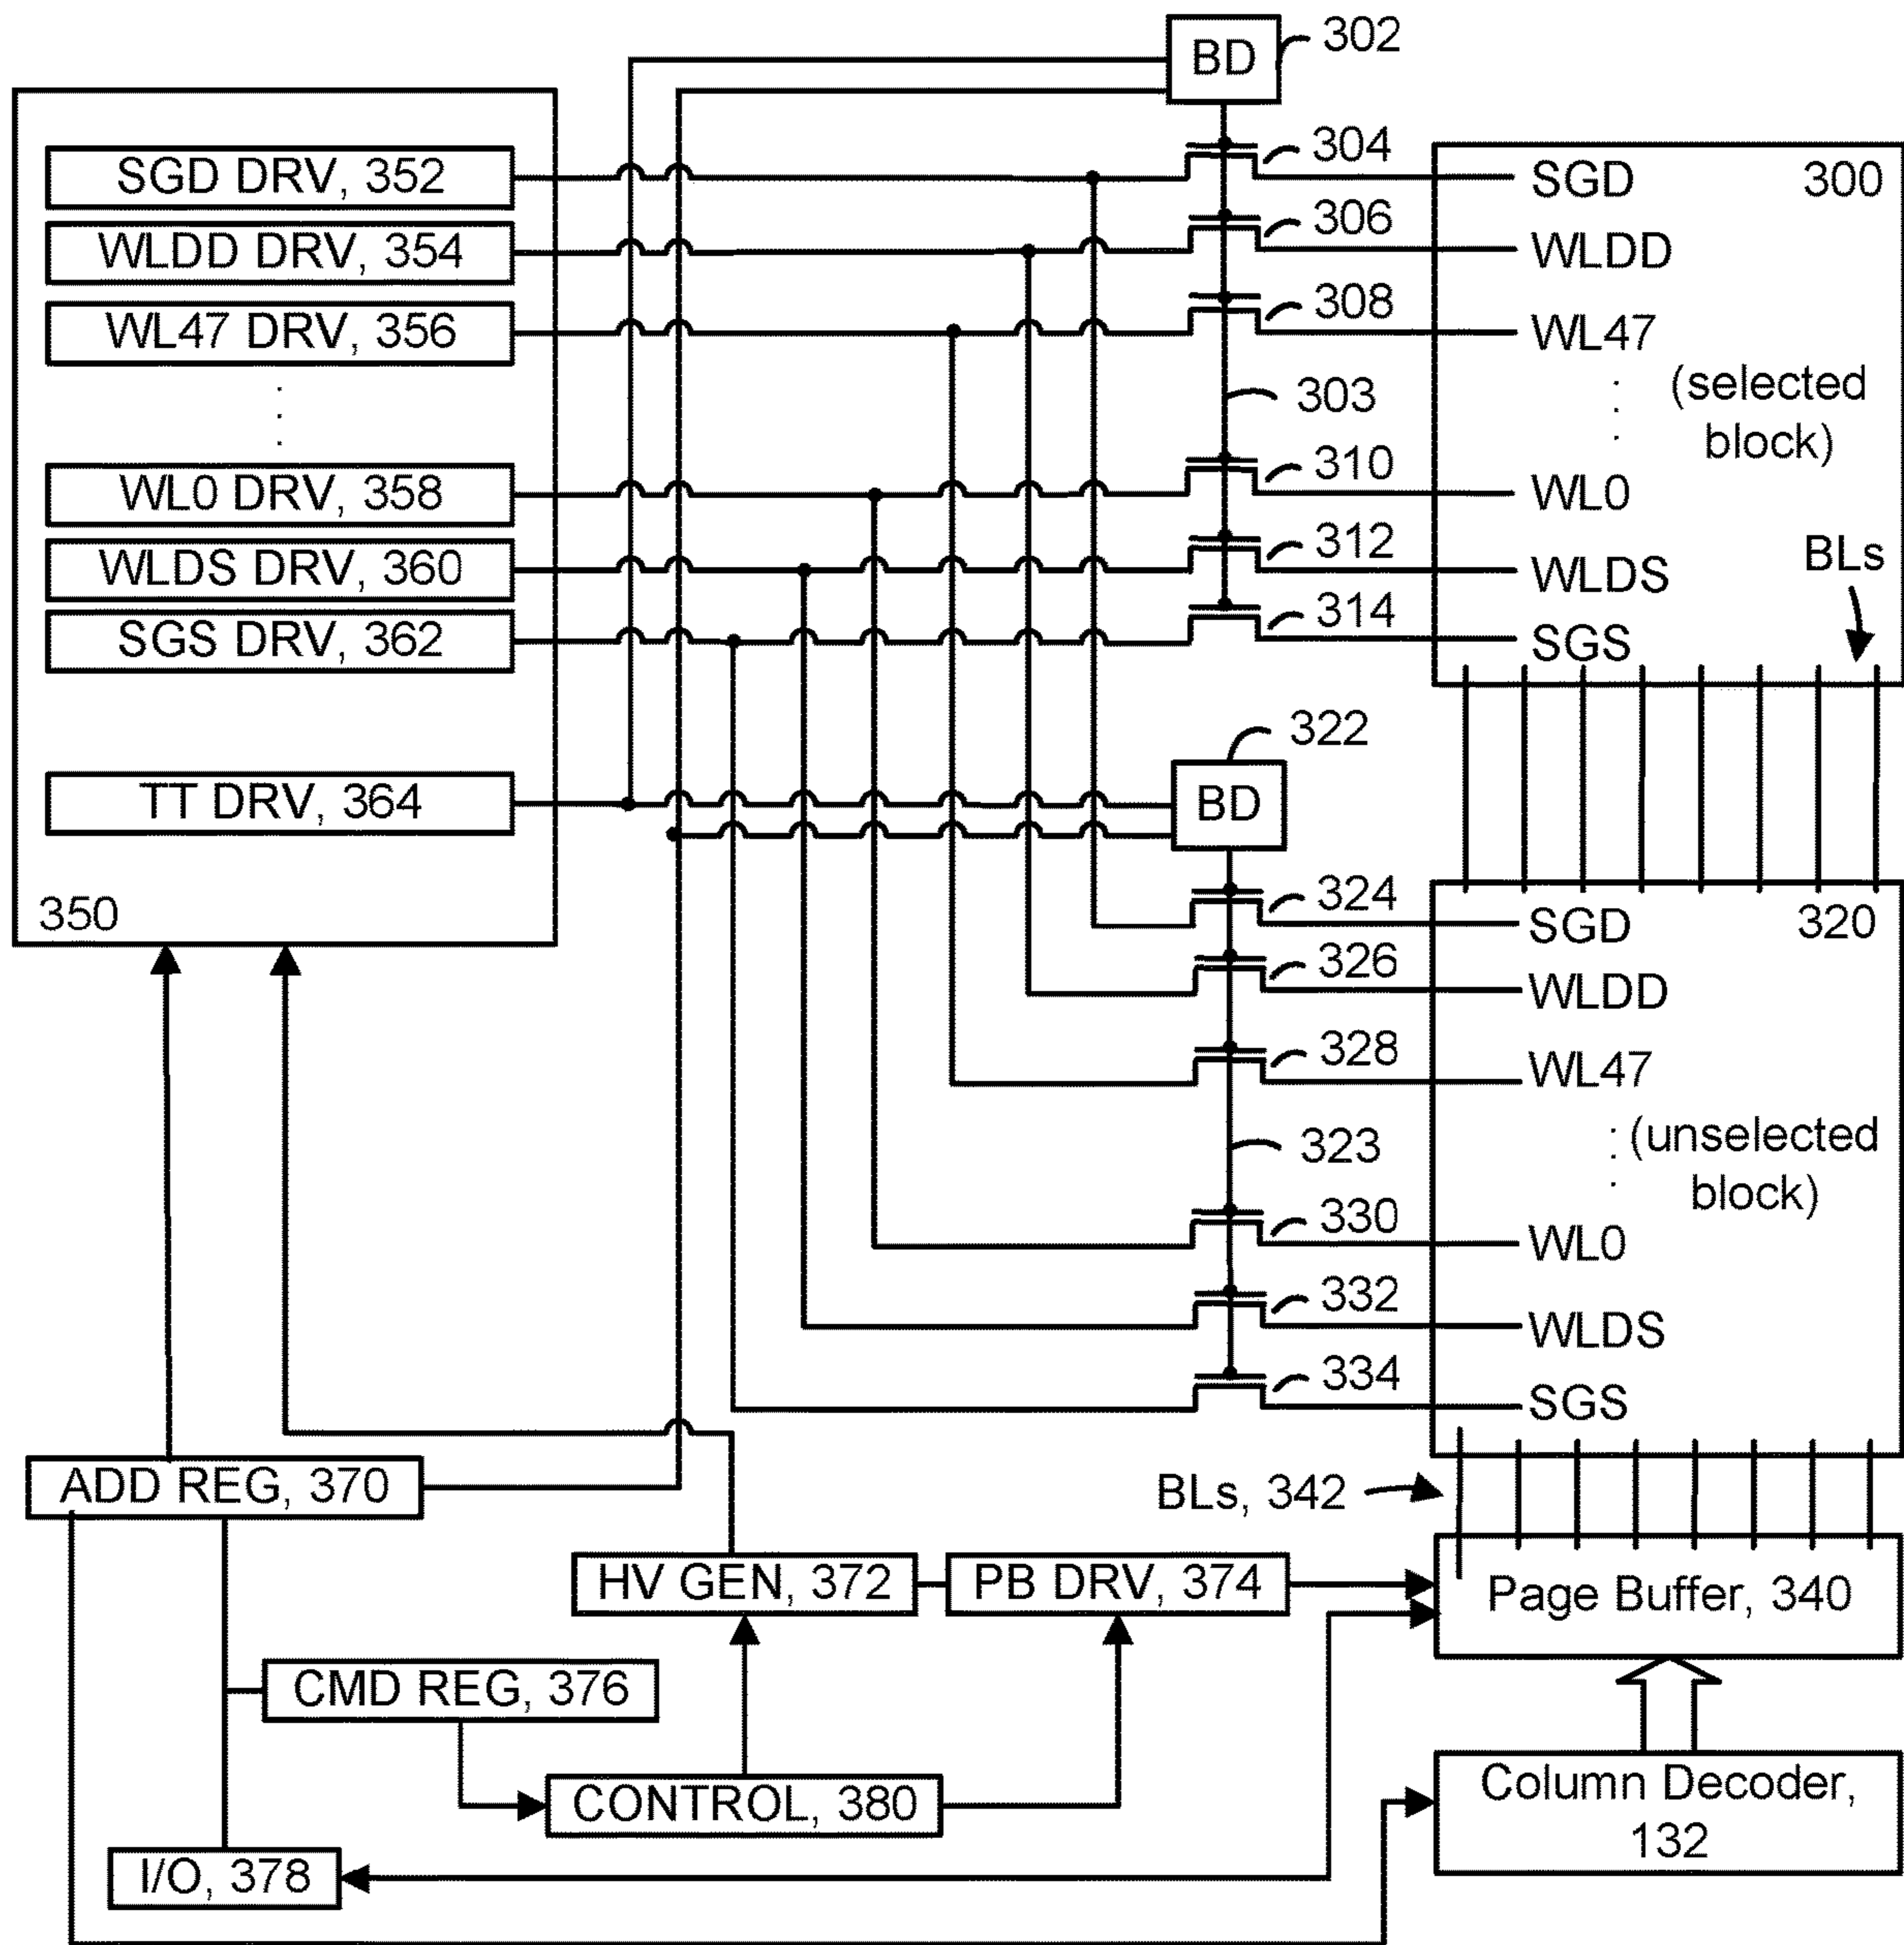 BD
302
SGD DRV, 352
304
SGD
300
WLDD DRV, 354
306
WLDD
WL47 DRV, 356
308
WL47
303
(selected
block)
WL0 DRV, 358
310
WL0
WLDS DRV, 360
312
WLDS
BLs
SGS DRV, 362
314
SGS
322
TT DRV, 364
BD
350
324
SGD
320
326
WLDD
328
WL47
323
(unselected
block)
330
WL0
332
WLDS
334
SGS
ADD REG, 370
BLs, 342
HV GEN, 372
PB DRV, 374
Page Buffer, 340
CMD REG, 376
CONTROL, 380
Column Decoder,
132
I/O, 378